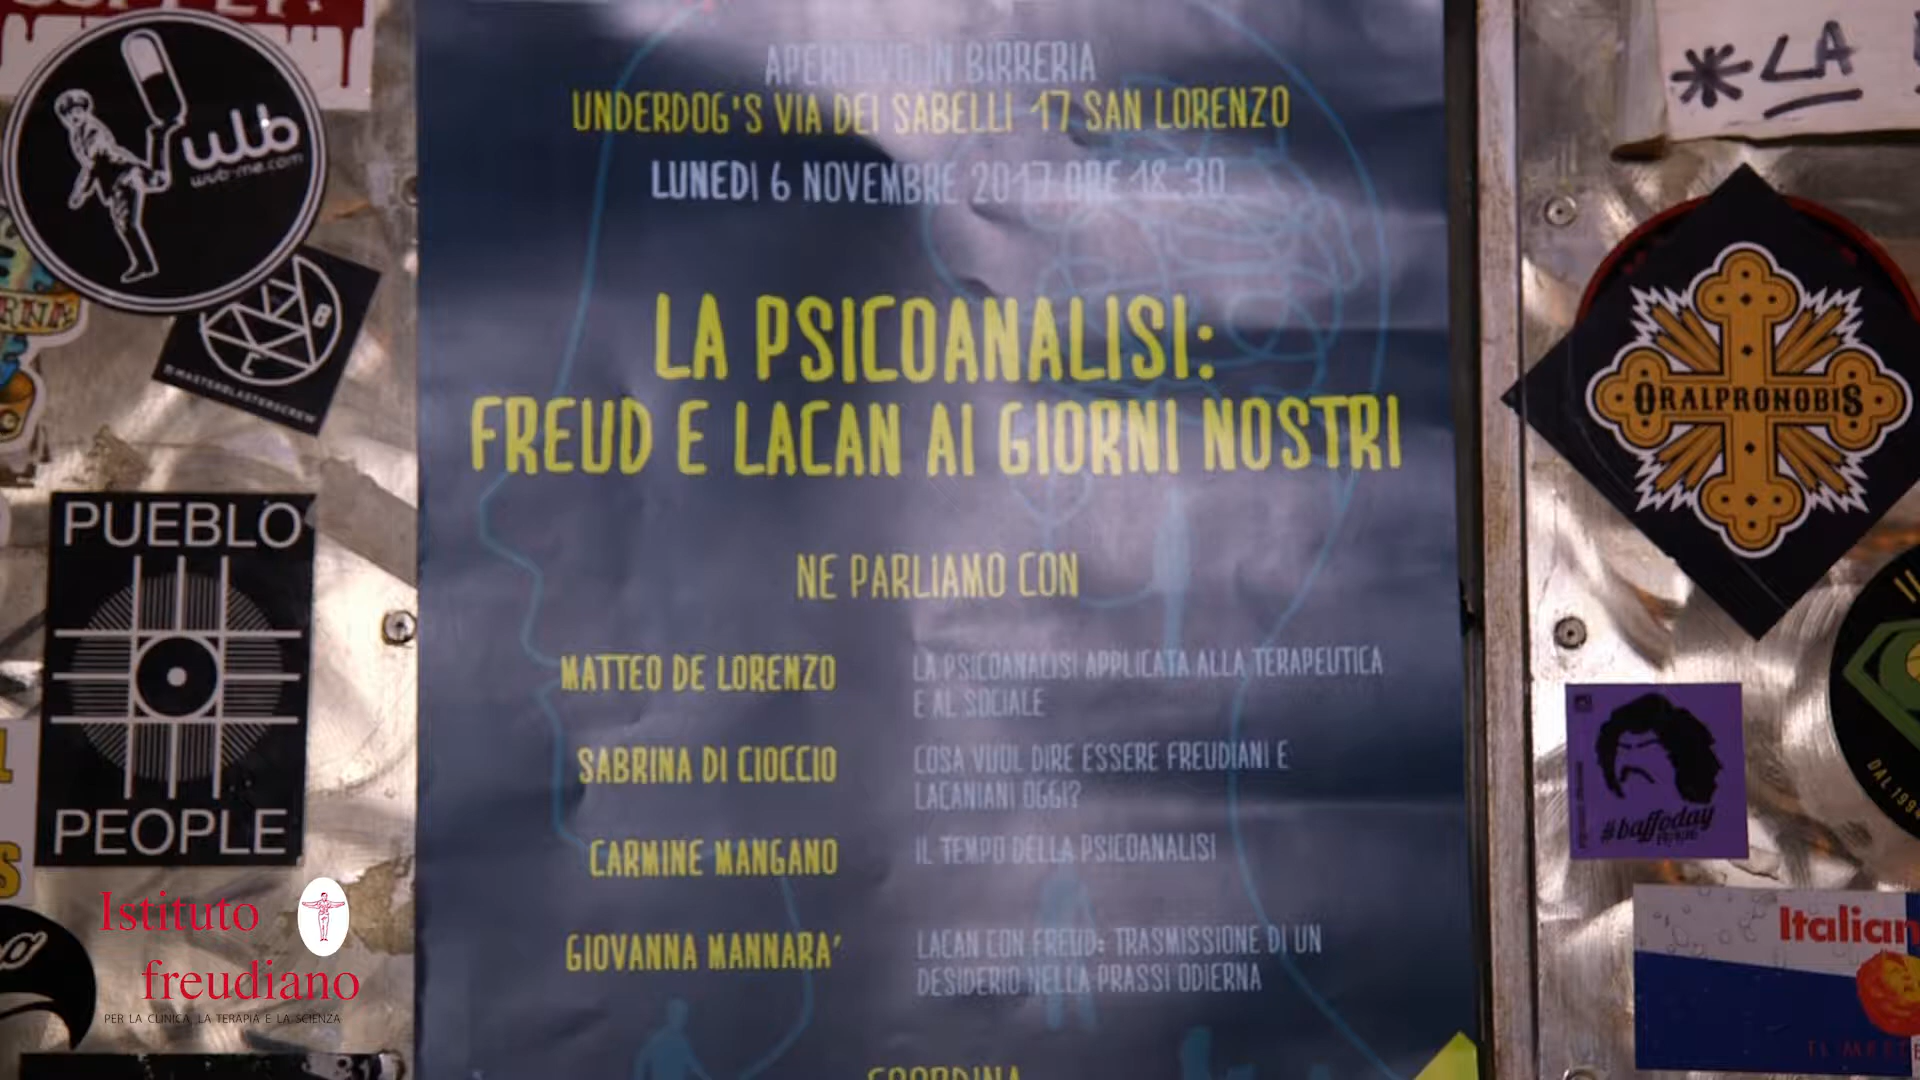 APERITIVO IN BIRRERIA
UNDERDOG'S VIA DEI SABELLI 17 SAN LORENZO
LUNEDI 6 NOVEMBRE 2017 ORE 18.30
LA PSICOANALISI:
FREUD E LACAN AI GIORNI NOSTRI
NE PARLIAMO CON
MATTEO DE LORENZO
LA PSICOANALISI APPLICATA ALLA TERAPEUTICA
E AL SOCIALE
SABRINA DI CIOCCIO
COSA VUOL DIRE ESSERE FREUDIANI E
LACANIANI OGGI?
CARMINE MANGANO
IL TEMPO DELLA PSICOANALISI
GIOVANNA MANNARA'
LACAN CON FREUD: TRASMISSIONE DI UN
DESIDERIO NELLA PRASSI ODIERNA
COORDINA
wub
wub-me.com
MASTERBLASTERSCREW
PUEBLO
PEOPLE
Istituto
freudiano
PER LA CLINICA, LA TERAPIA E LA SCIENZA
*LA
ORALPRONOBIS
#baffoday
DAL 199
Italian